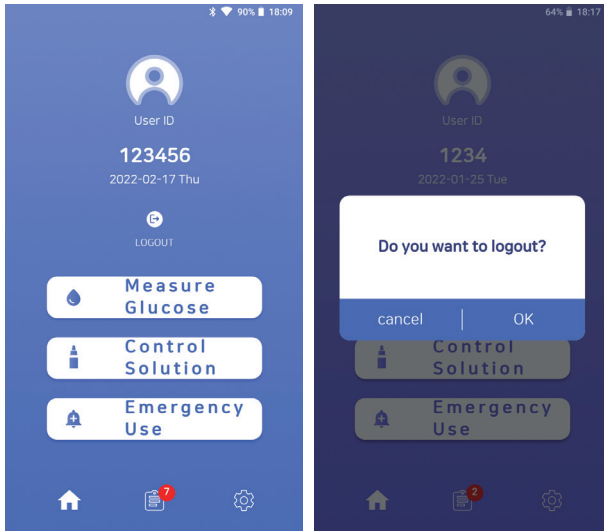 90% 18:09
User ID
123456
2022-02-17 Thu
LOGOUT
Measure
Glucose
Control
Solution
Emergency
Use
7
64% 18:17
User ID
1234
2022-01-25 Tue
Do you want to logout?
cancel OK
Control
Solution
Emergency
Use
2